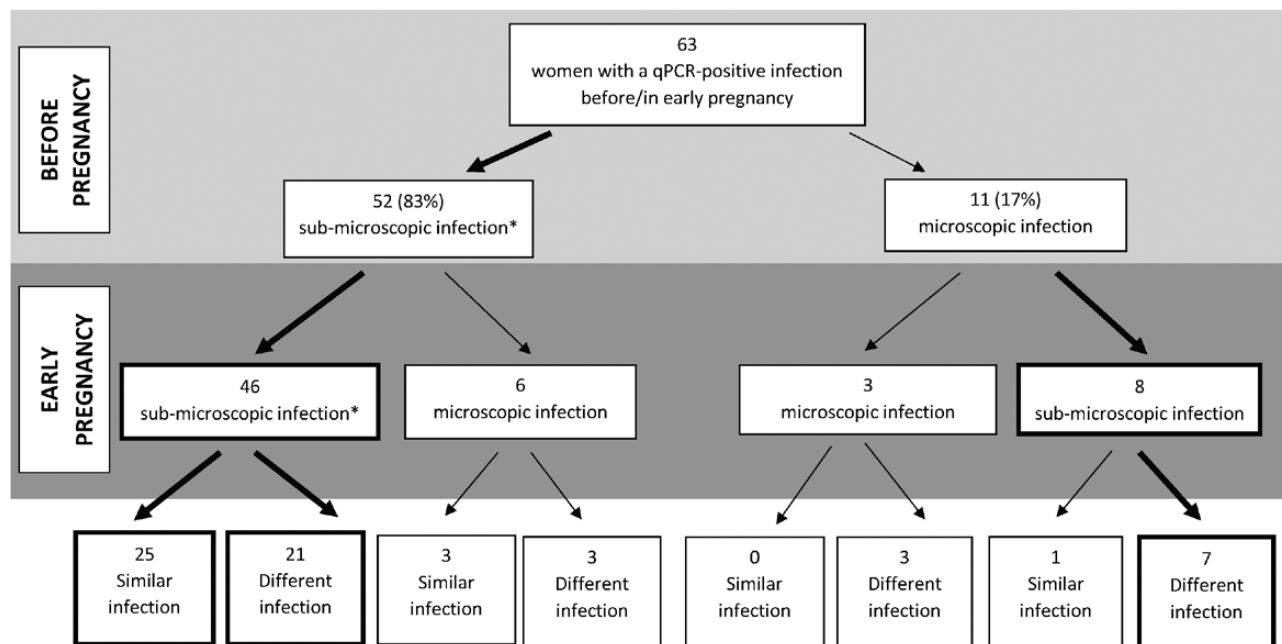 BEFORE
PREGNANCY
63
women with a qPCR-positive infection
before/in early pregnancy
52 (83%)
sub-microscopic infection*
11 (17%)
microscopic infection
EARLY
PREGNANCY
46
sub-microscopic infection*
6
microscopic infection
3
microscopic infection
8
sub-microscopic infection
25
Similar
infection
21
Different
infection
3
Similar
infection
3
Different
infection
0
Similar
infection
3
Different
infection
1
Similar
infection
7
Different
infection